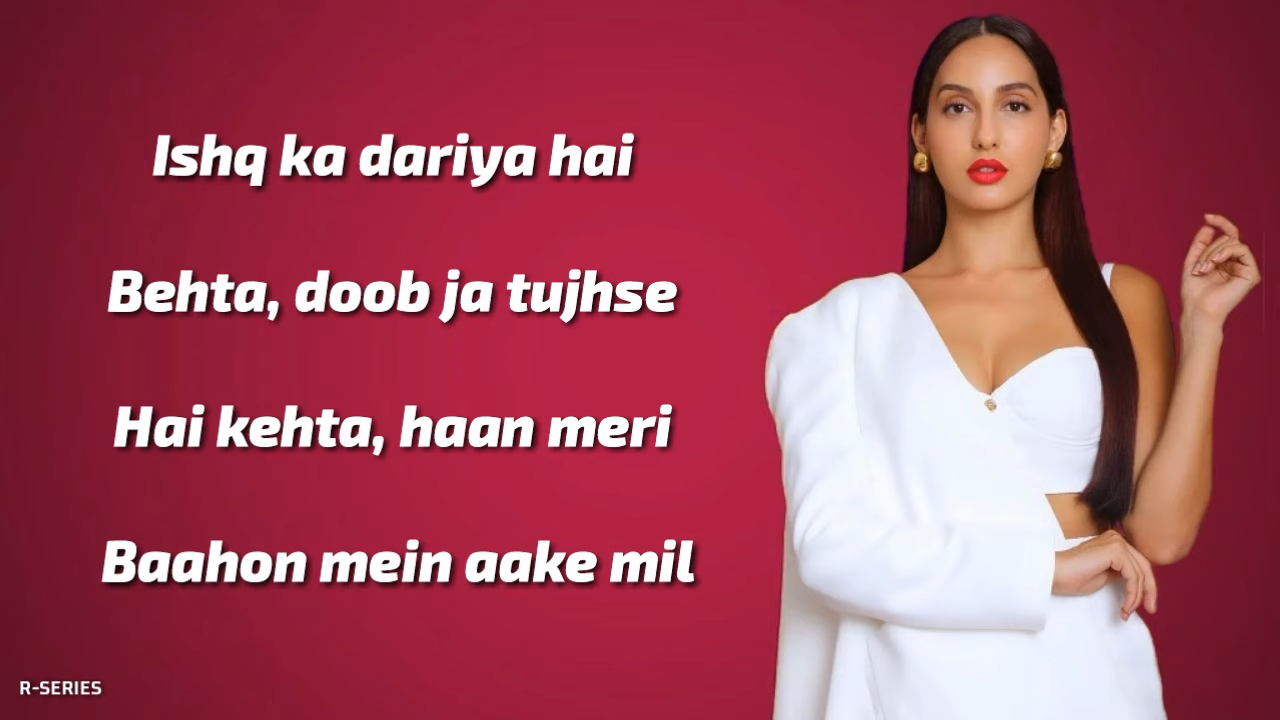 Ishq ka dariya hai
Behta, doob ja tujhse
Hai kehta, haan meri
Baahon mein aake mil
R-SERIES